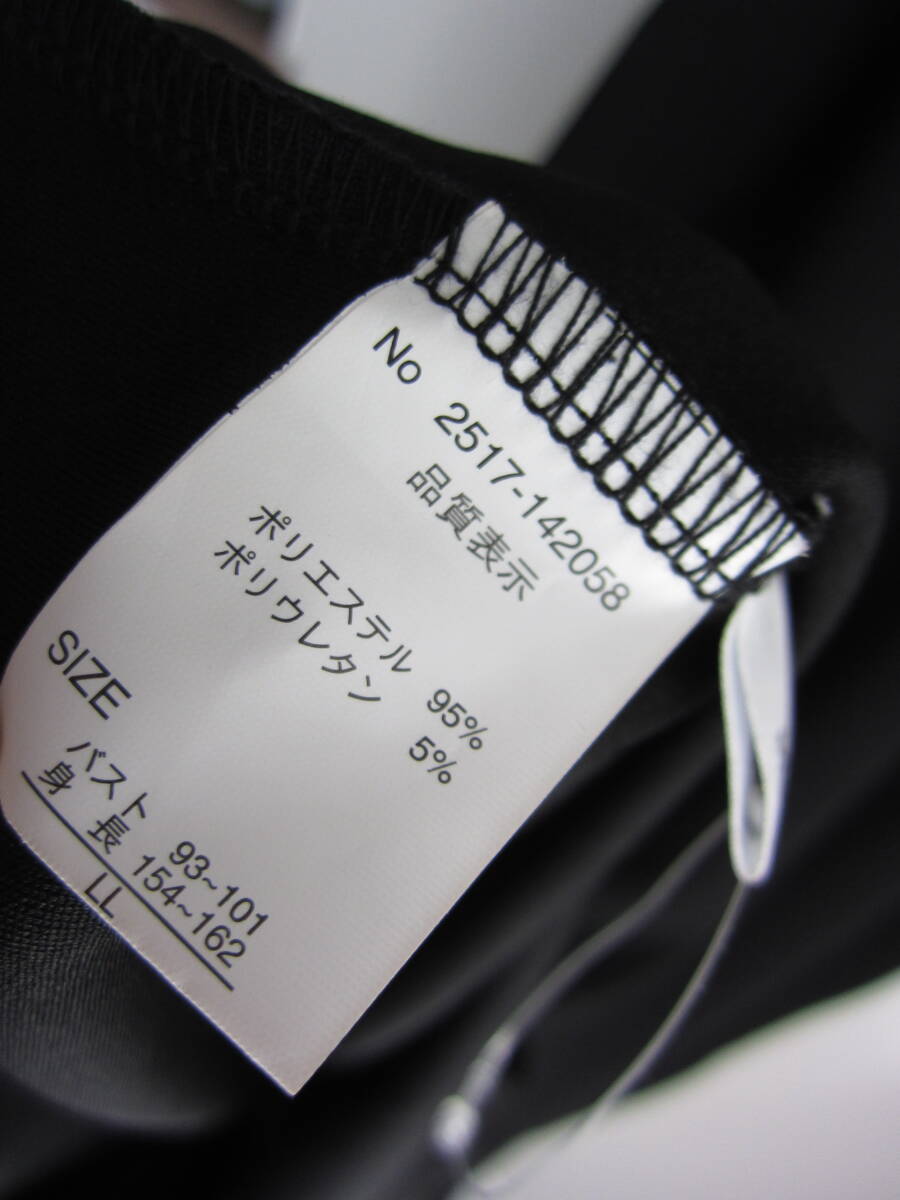 No 2517-142058
品質表示
ポリエステル 95%
ポリウレタン 5%
SIZE
バスト 93~101
身長 154~162
LL